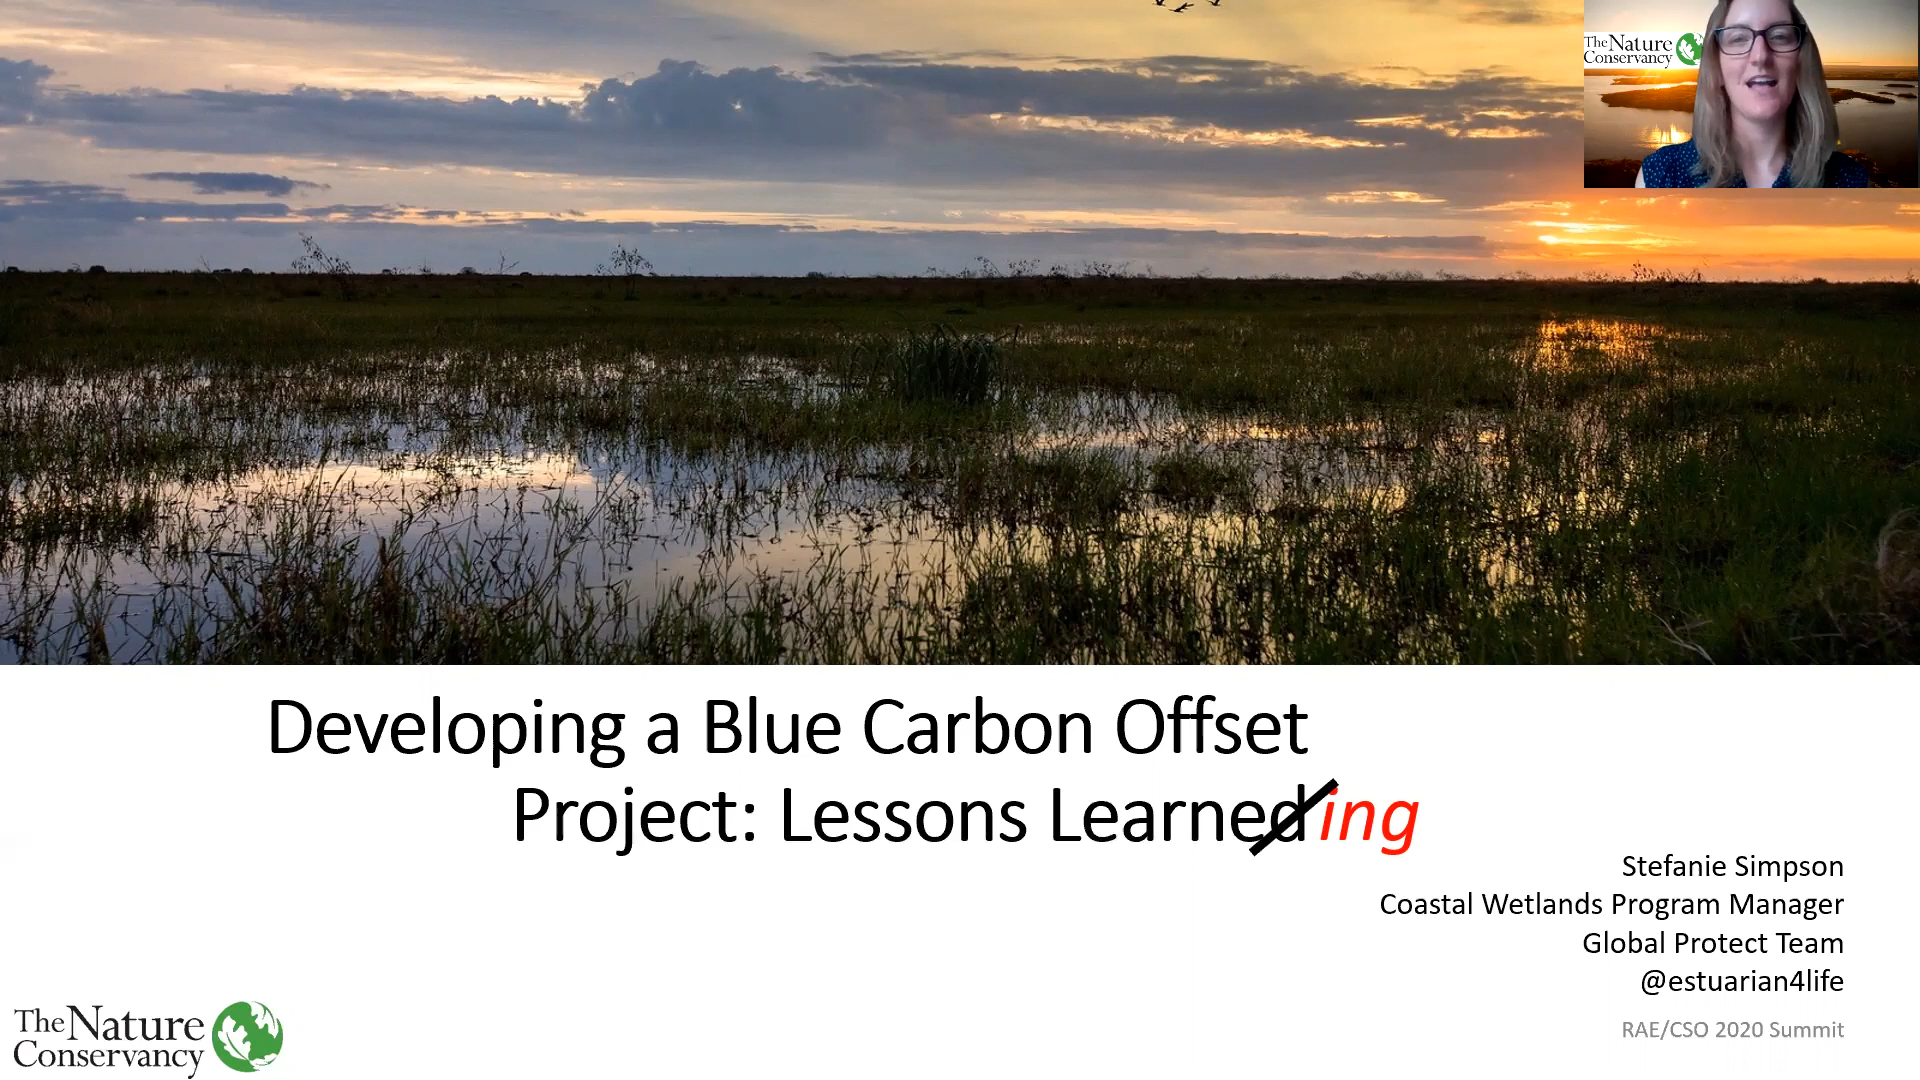 The Nature
Conservancy
Developing a Blue Carbon Offset
Project: Lessons Learned ing
Stefanie Simpson
Coastal Wetlands Program Manager
Global Protect Team
@estuarian4life
RAE/CSO 2020 Summit
The Nature
Conservancy